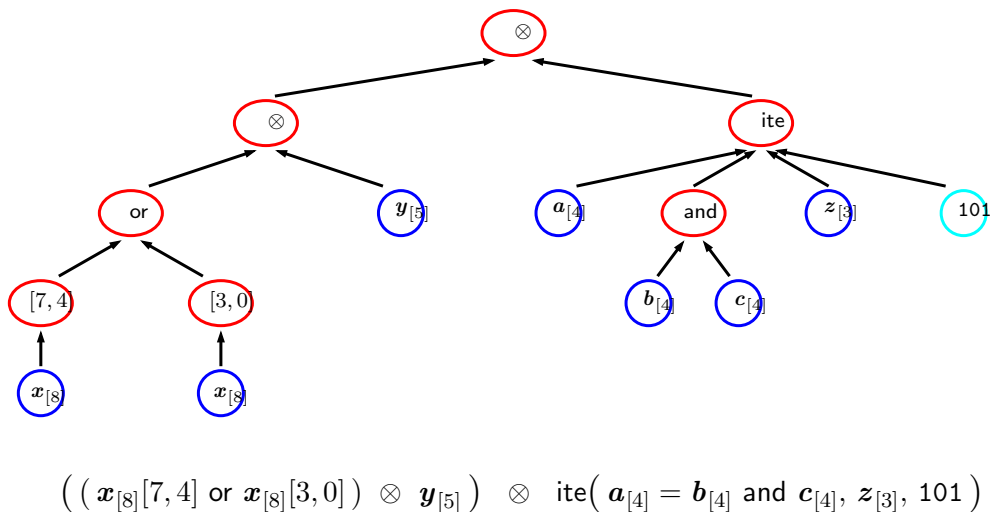 ⊗
⊗ ite
or y[5] a[4] and z[3] 101
[7, 4] [3, 0] b[4] c[4]
x[8] x[8]
( ( x[8][7, 4] or x[8][3, 0] ) ⊗ y[5] ) ⊗ ite( a[4] = b[4] and c[4], z[3], 101 )